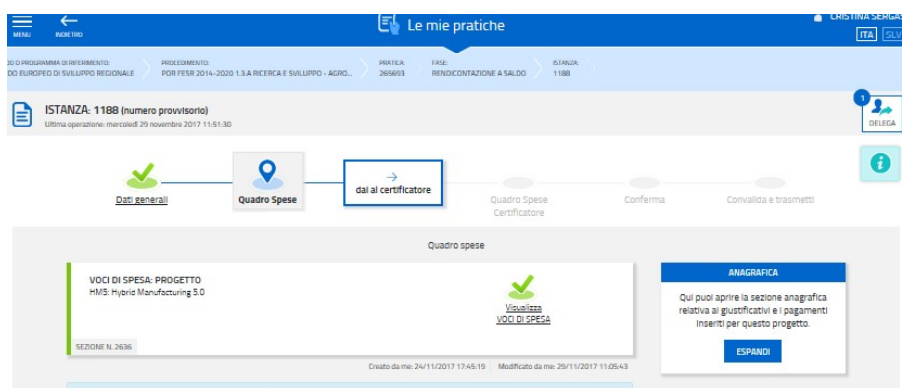 MENU
INDIETRO
Le mie pratiche
CRISTINA SERGAS
ITA SLV
DO O PROGRAMMA DI RIFERIMENTO:
DO EUROPEO DI SVILUPPO REGIONALE
PROCEDIMENTO:
POR FESR 2014-2020 1.3.A RICERCA E SVILUPPO - AGRO...
PRATICA:
265693
FASE:
RENDICONTAZIONE A SALDO
ISTANZA:
1188
ISTANZA: 1188 (numero provvisorio)
Ultima operazione: mercoledì 29 novembre 2017 11:51:30
1
DELEGA
Dati generali
Quadro Spese
dai al certificatore
Quadro Spese
Certificatore
Conferma
Convalida e trasmetti
Quadro spese
VOCI DI SPESA: PROGETTO
HM5: Hybrid Manufacturing 5.0
Visualizza
VOCI DI SPESA
SEZIONE N. 2636
Creato da me: 24/11/2017 17:45:19 Modificato da me: 29/11/2017 11:05:43
ANAGRAFICA
Qui puoi aprire la sezione anagrafica
relativa ai giustificativi e i pagamenti
inseriti per questo progetto.
ESPANDI